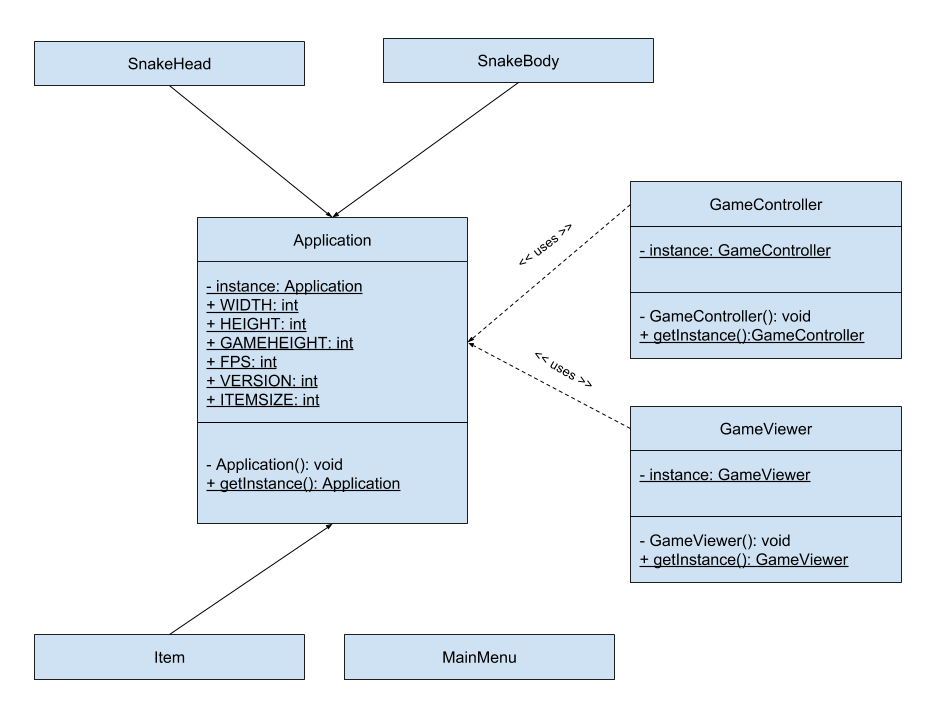 SnakeHead
SnakeBody
Application
- instance: Application
+ WIDTH: int
+ HEIGHT: int
+ GAMEHEIGHT: int
+ FPS: int
+ VERSION: int
+ ITEMSIZE: int
- Application(): void
+ getInstance(): Application
<< uses >>
<< uses >>
GameController
- instance: GameController
- GameController(): void
+ getInstance():GameController
GameViewer
- instance: GameViewer
- GameViewer(): void
+ getInstance(): GameViewer
Item
MainMenu